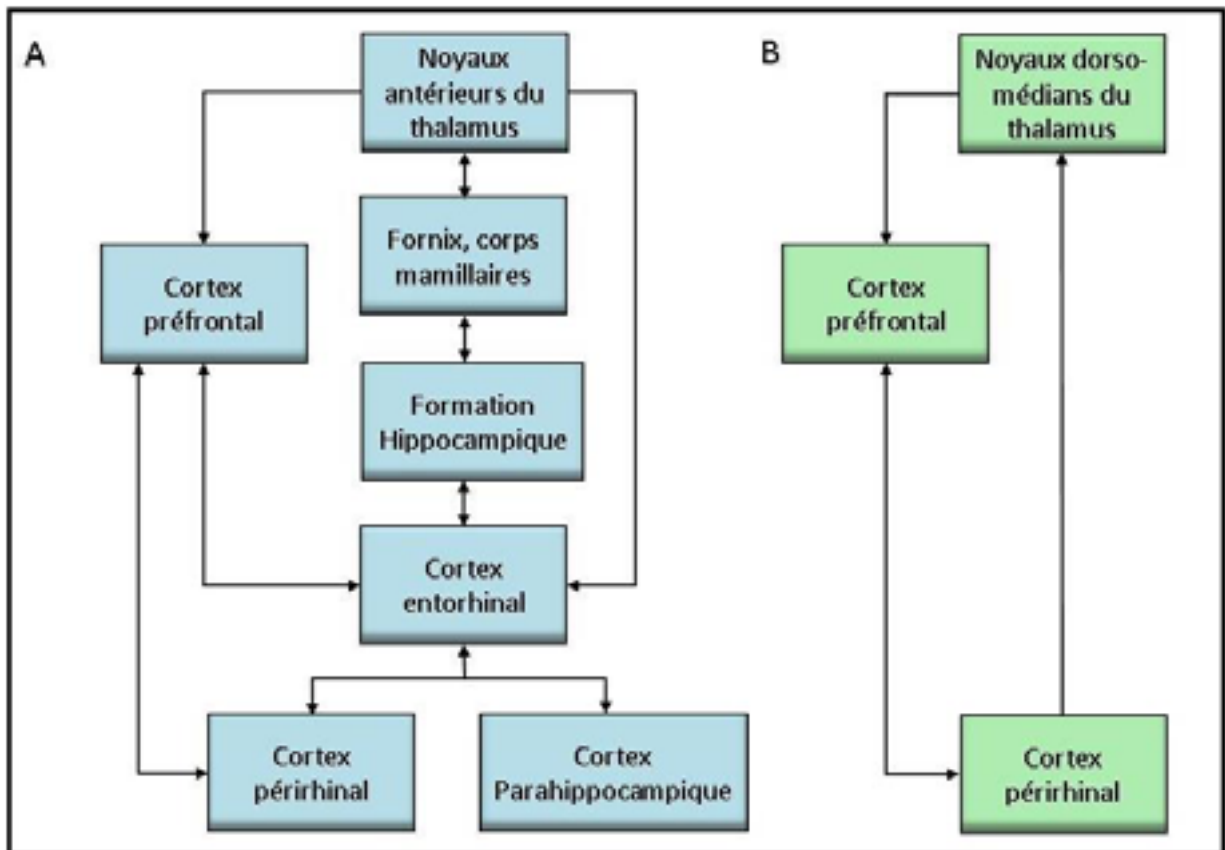 A
Noyaux
antérieurs du
thalamus
Fornix, corps
mamillaires
Cortex
préfrontal
Formation
Hippocampique
Cortex
entorhinal
Cortex
périrhinal
Cortex
Parahippocampique
B
Noyaux dorso-
médians du
thalamus
Cortex
préfrontal
Cortex
périrhinal